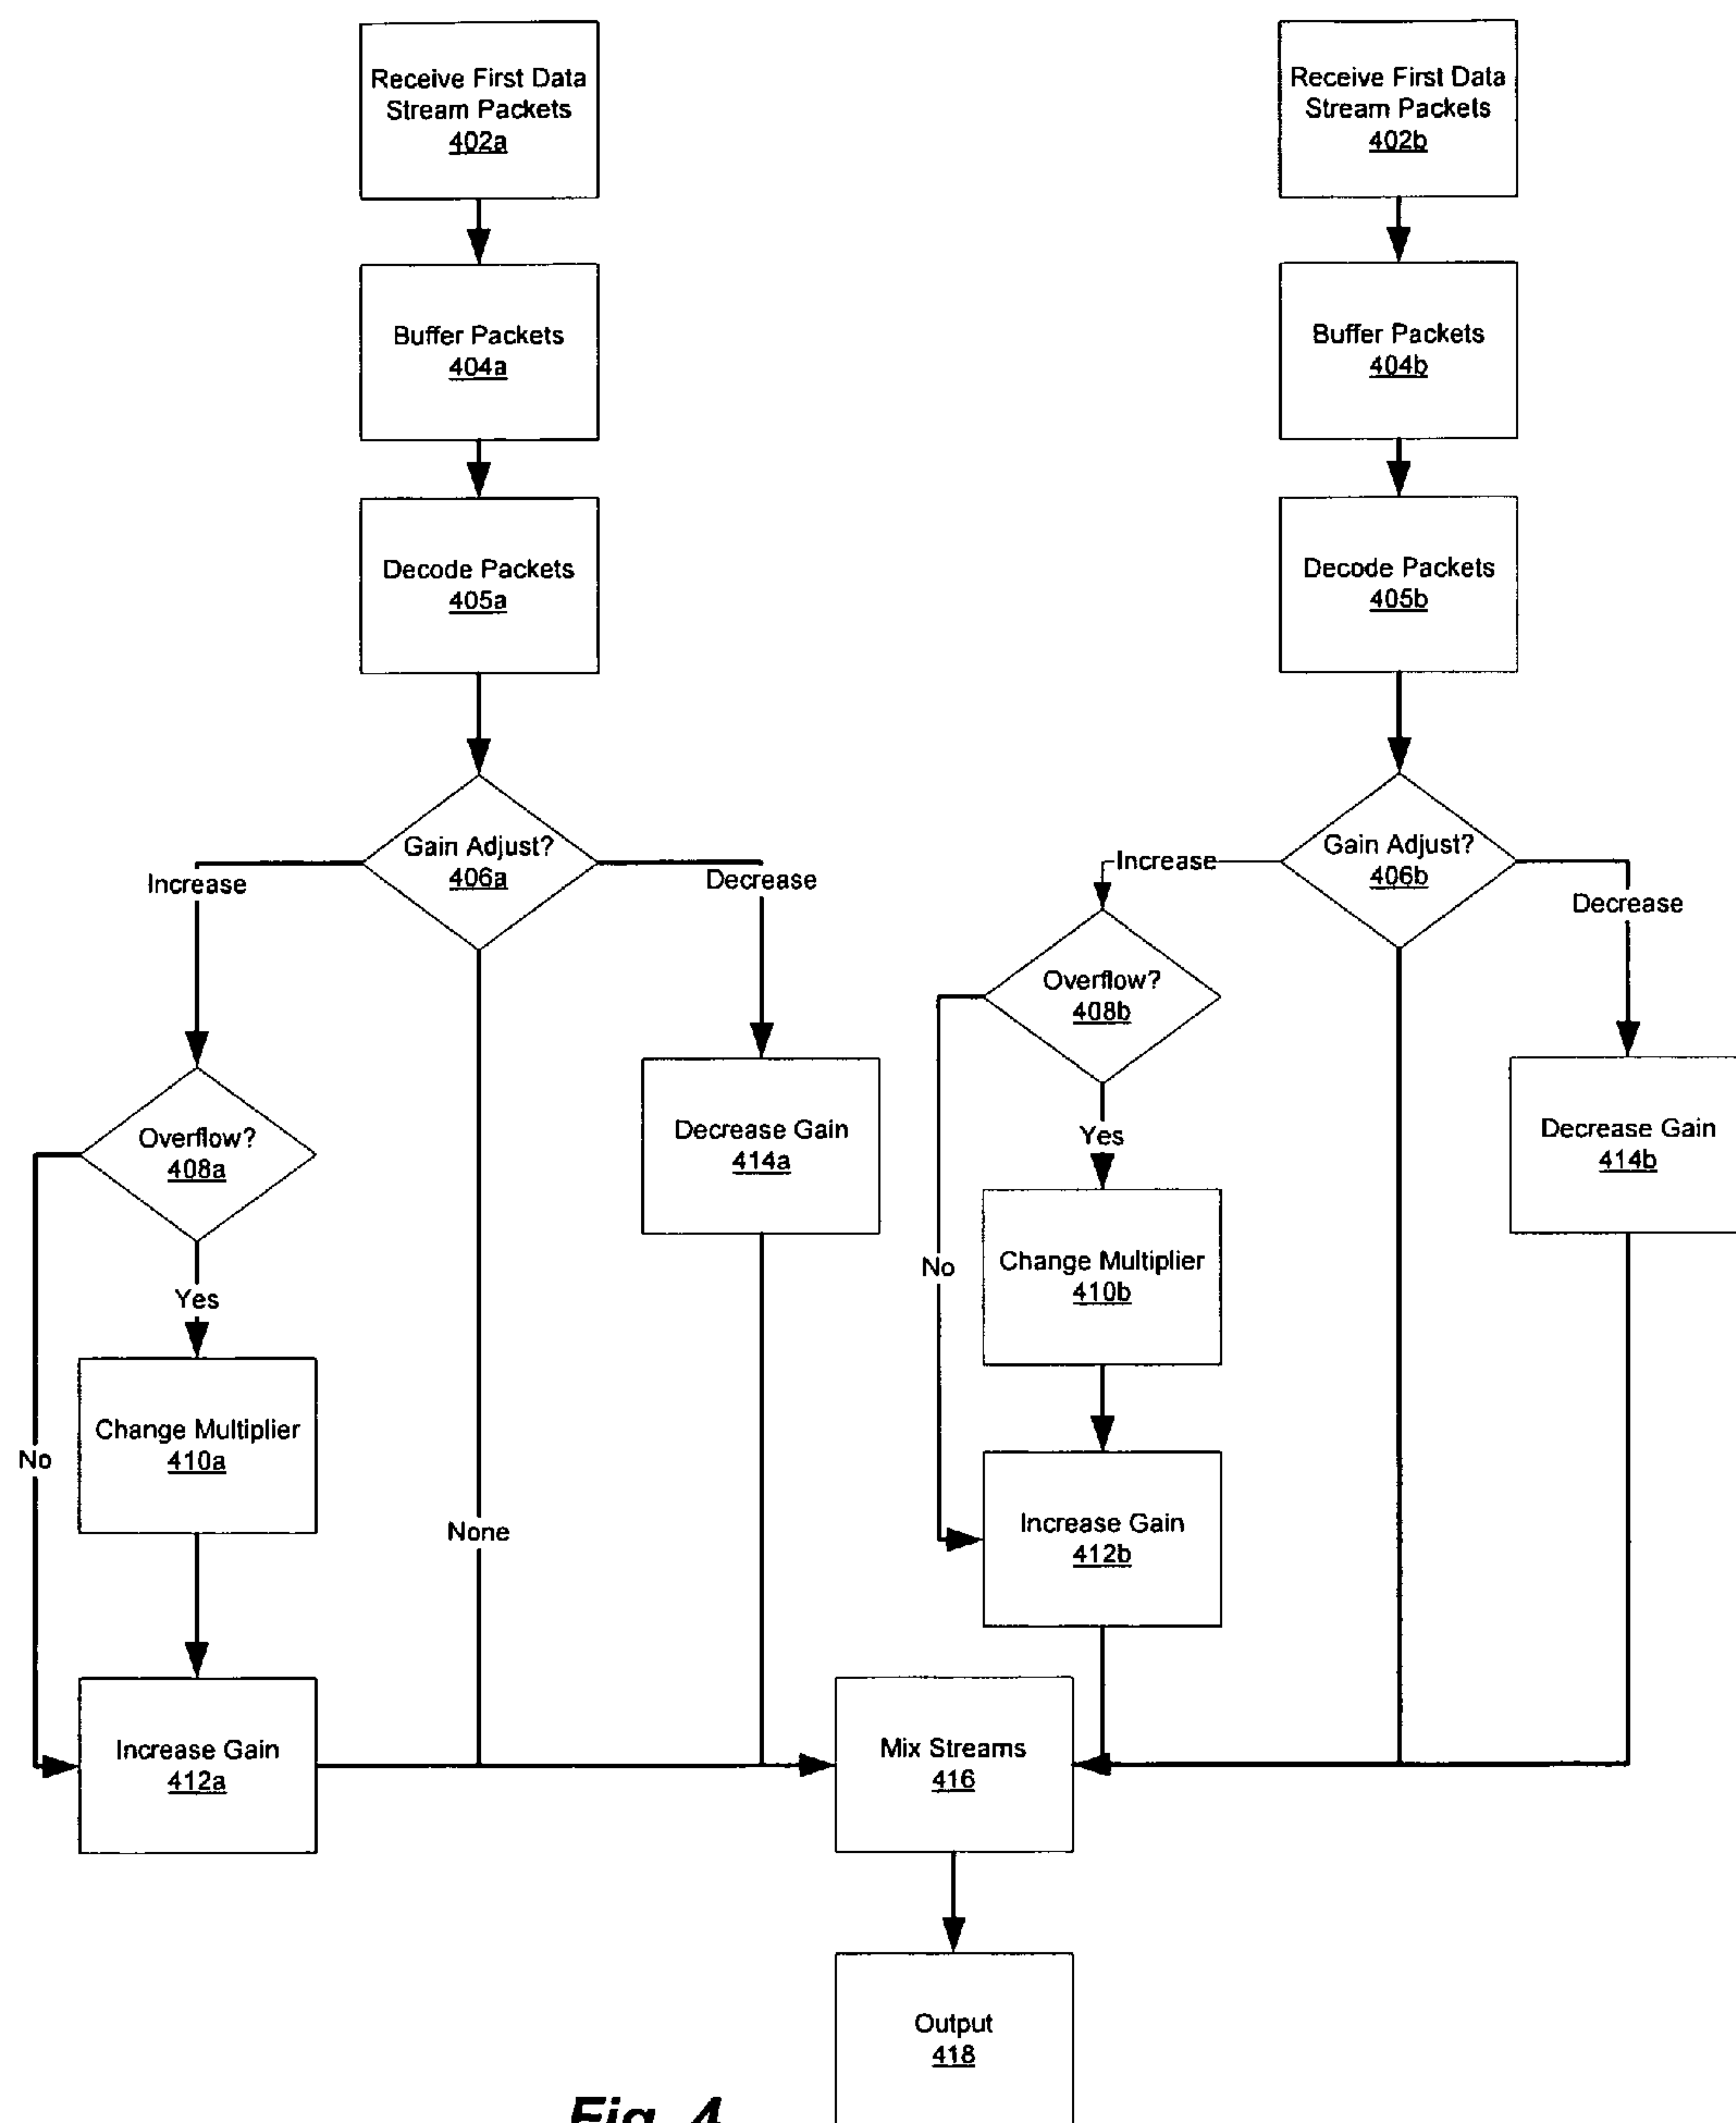 Receive First Data
Stream Packets
402a
Buffer Packets
404a
Decode Packets
405a
Gain Adjust?
406a
Increase
Decrease
None
Overflow?
408a
Yes
No
Change Multiplier
410a
Increase Gain
412a
Decrease Gain
414a
Receive First Data
Stream Packets
402b
Buffer Packets
404b
Decode Packets
405b
Gain Adjust?
406b
Increase
Decrease
Overflow?
408b
Yes
No
Change Multiplier
410b
Increase Gain
412b
Decrease Gain
414b
Mix Streams
416
Output
418
Fig. 4